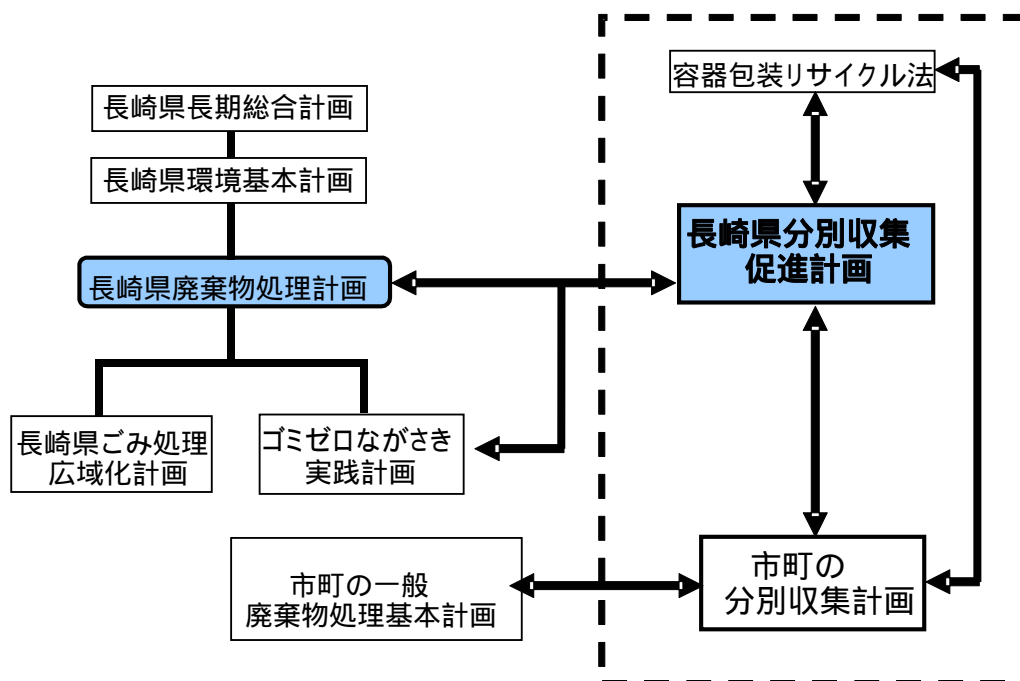 容器包装リサイクル法
長崎県長期総合計画
長崎県環境基本計画
長崎県分別収集
促進計画
長崎県廃棄物処理計画
長崎県ごみ処理
広域化計画
ゴミゼロながさき
実践計画
市町の
分別収集計画
市町の一般
廃棄物処理基本計画